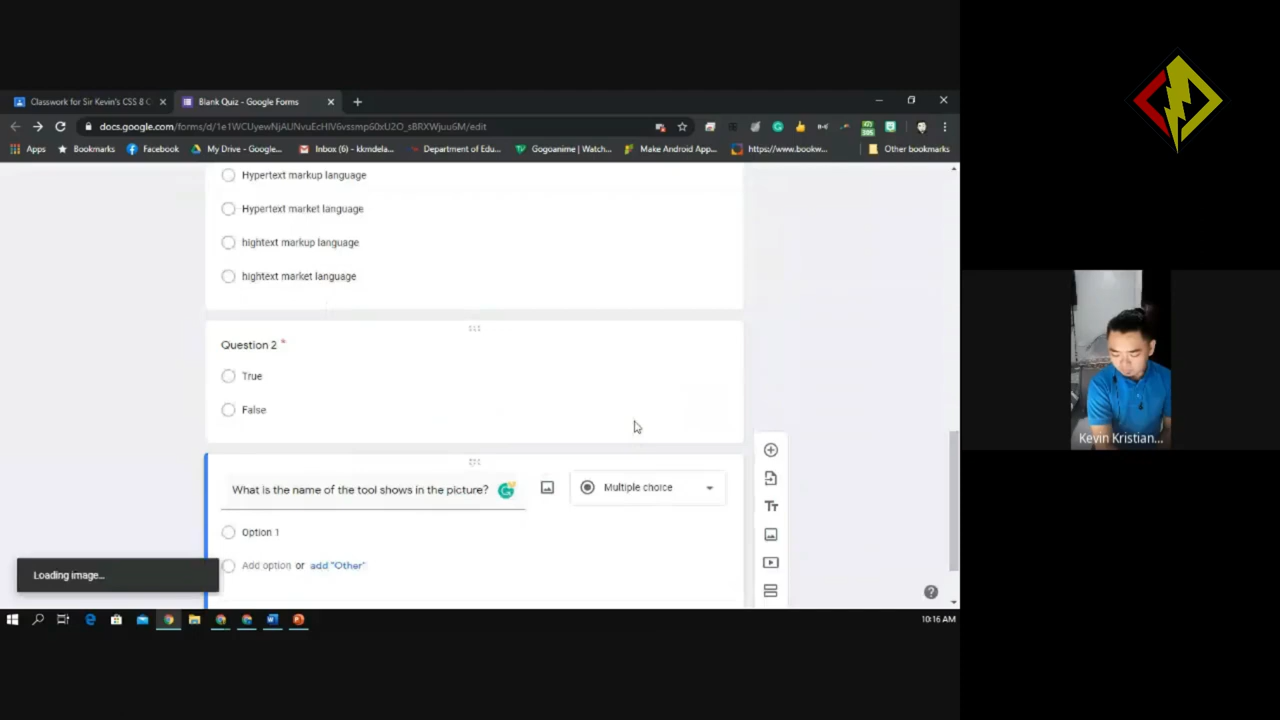 Classwork for Sir Kevin's CSS 8 C
Blank Quiz - Google Forms
docs.google.com/forms/d/1e1WCUyewNjAUNvuEcHIV6vssmp60xU2O_sBRXWjuu6M/edit
Apps
Bookmarks
Facebook
My Drive - Google...
Inbox (6) - kkmdela...
Department of Edu...
Gogoanime | Watch...
Make Android App...
https://www.bookw...
Other bookmarks
Hypertext markup language
Hypertext market language
hightext markup language
hightext market language
Question 2 *
True
False
What is the name of the tool shows in the picture?
Multiple choice
Option 1
Add option or add "Other"
Loading image...
10:16 AM
Kevin Kristian...